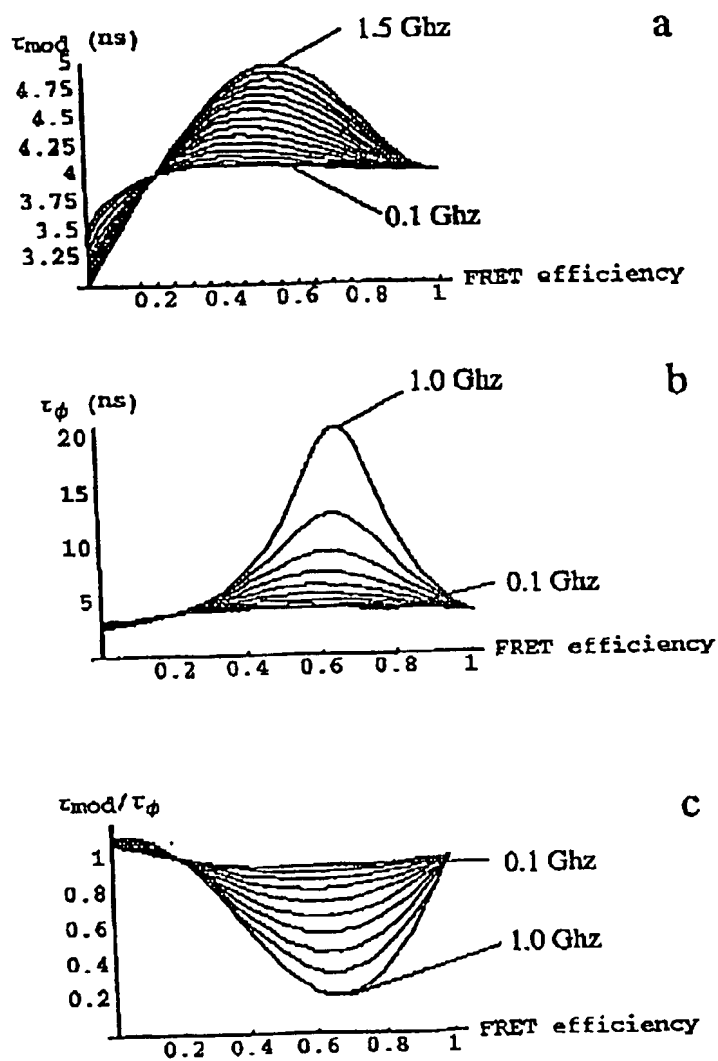 a
1.5 Ghz
τmod (ns)
5
4.75
4.5
4.25
4
3.75
3.5
3.25
0.1 Ghz
0.2 0.4 0.6 0.8 1 FRET efficiency
b
1.0 Ghz
τϕ (ns)
20
15
10
5
0.1 Ghz
0.2 0.4 0.6 0.8 1 FRET efficiency
c
τmod/τϕ
1
0.8
0.6
0.4
0.2
0.1 Ghz
1.0 Ghz
0.2 0.4 0.6 0.8 1 FRET efficiency